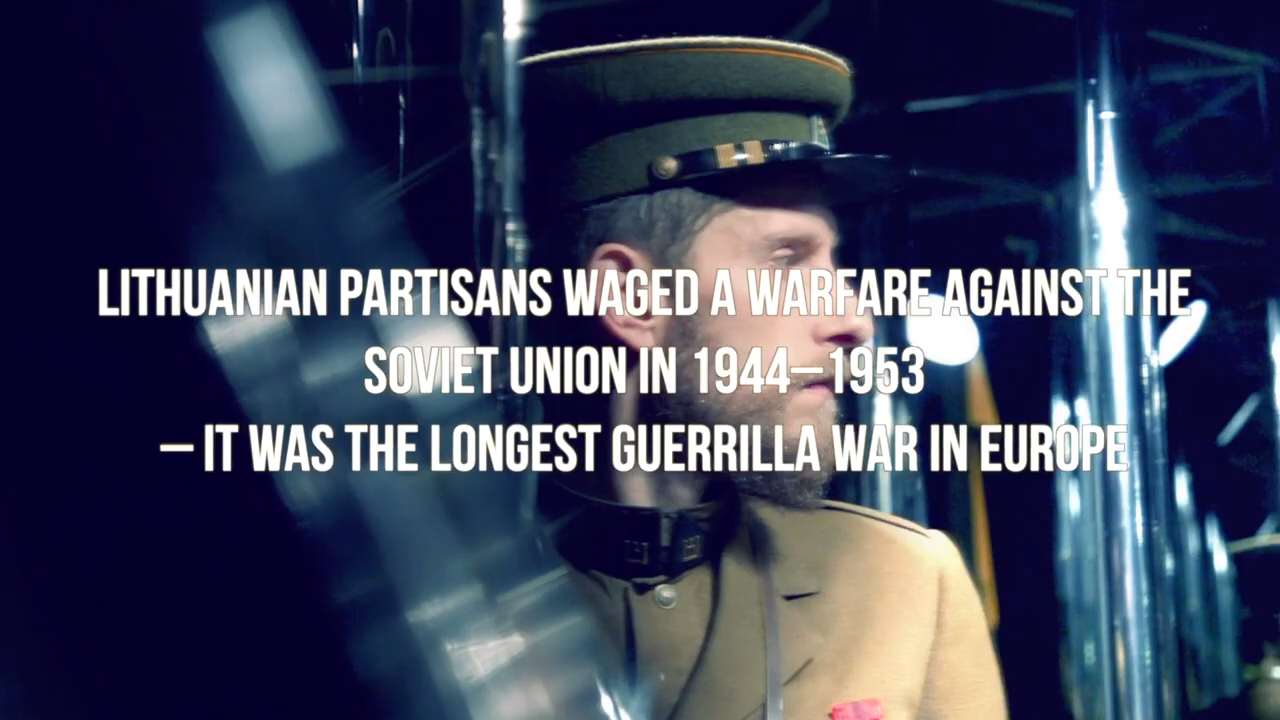 LITHUANIAN PARTISANS WAGED A WARFARE AGAINST THE
SOVIET UNION IN 1944–1953
– IT WAS THE LONGEST GUERRILLA WAR IN EUROPE